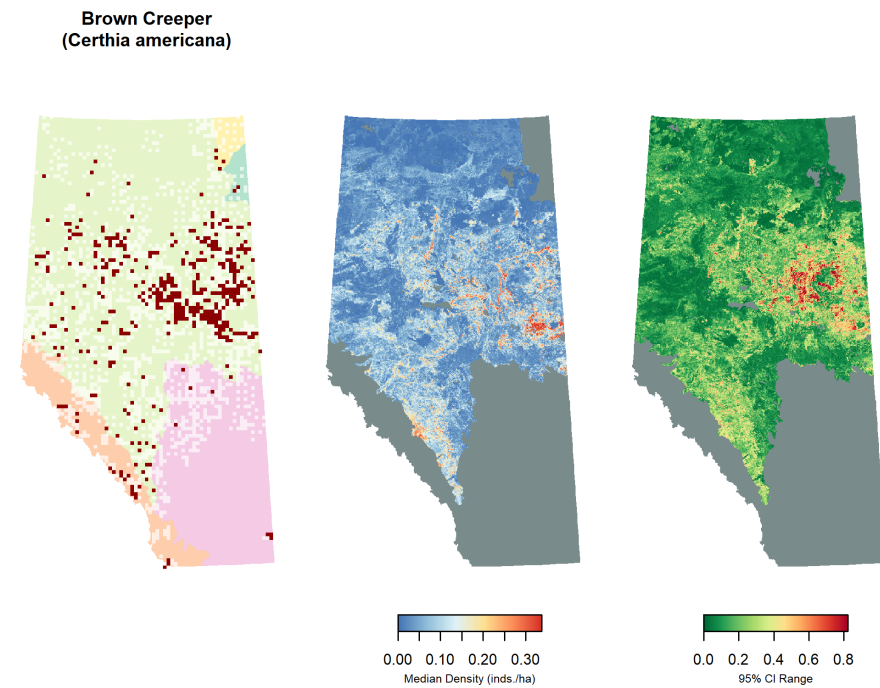 Brown Creeper
(Certhia americana)
0.00 0.10 0.20 0.30
Median Density (inds./ha)
0.0 0.2 0.4 0.6 0.8
95% CI Range